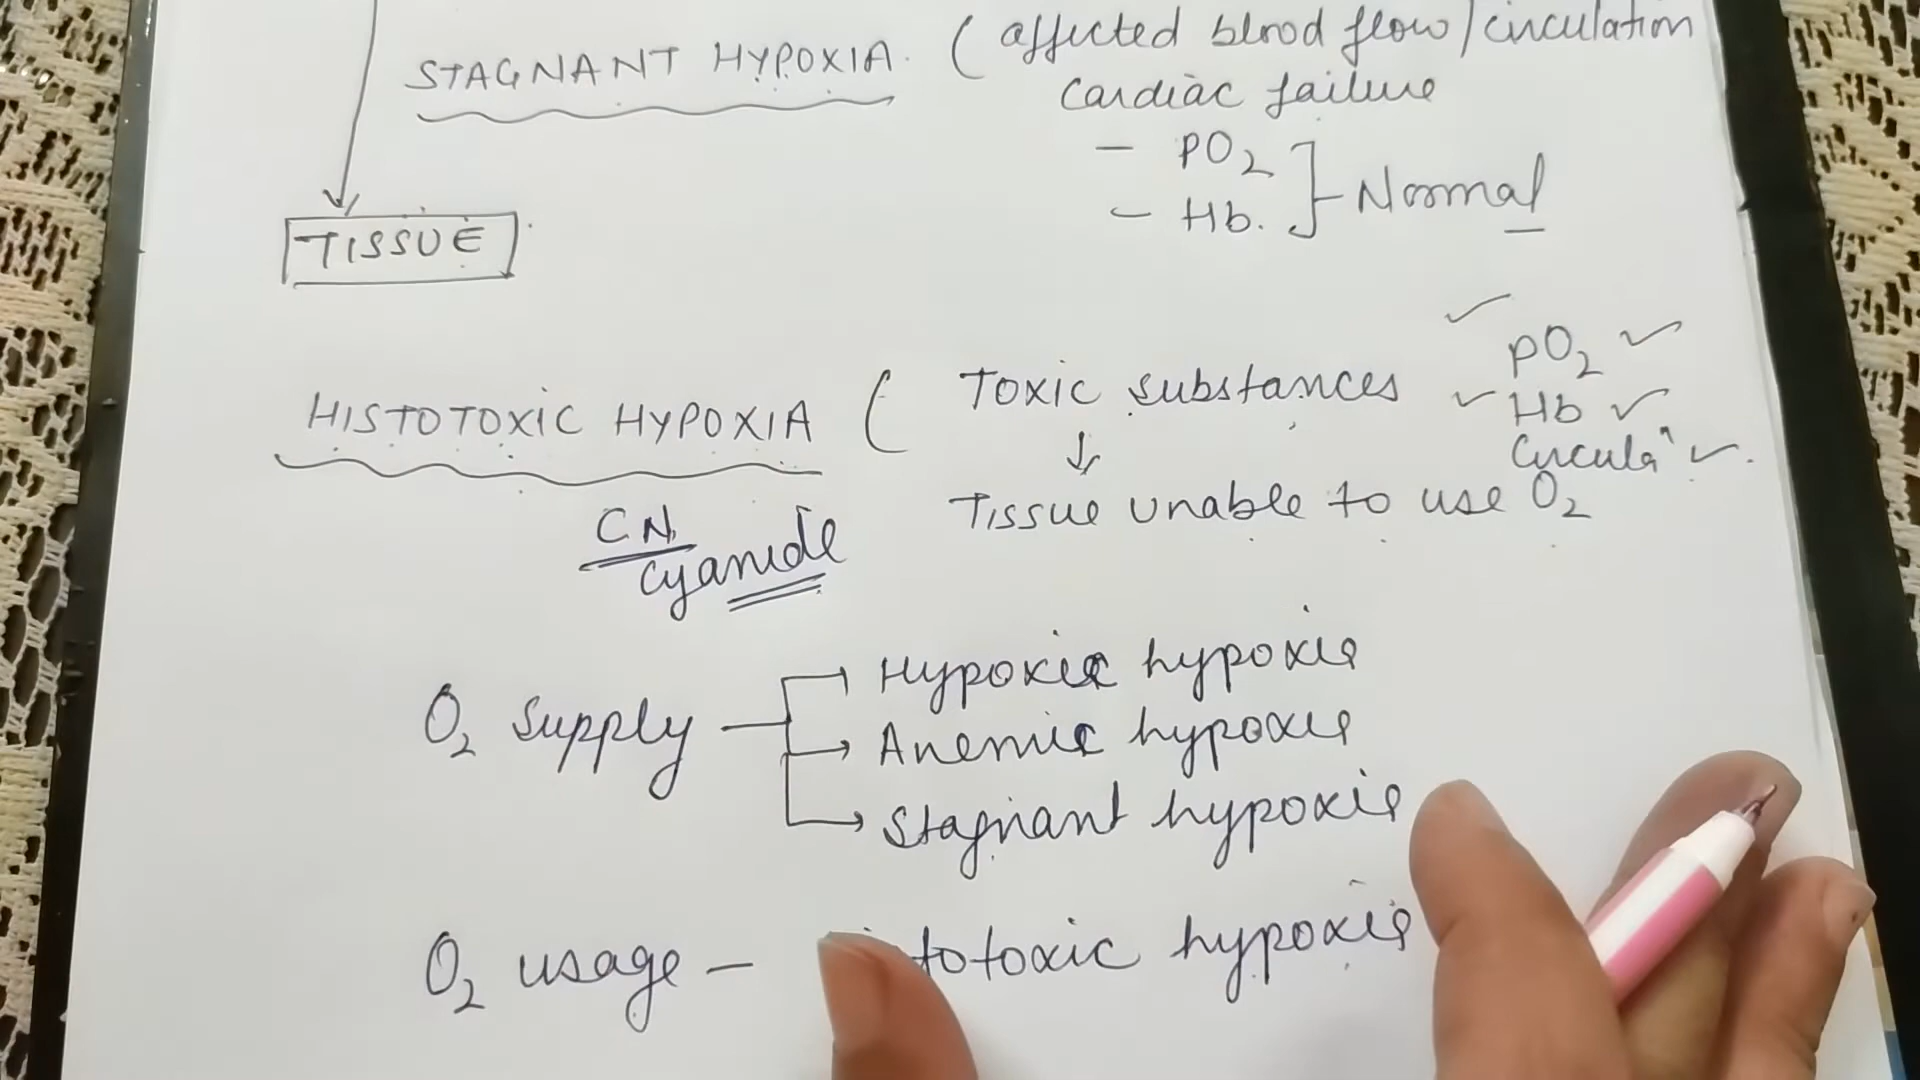 STAGNANT HYPOXIA. ( affected blood flow/circulation
cardiac failure
– PO2
– Hb. } Normal
TISSUE
HISTOTOXIC HYPOXIA ( Toxic substances
↓
Tissue unable to use O2
✓ PO2 ✓
✓ Hb ✓
Circulaⁿ ✓.
CN
Cyanide
O2 supply → Hypoxic hypoxia
→ Anemic hypoxia
→ Stagnant hypoxia
O2 usage – totoxic hypoxia